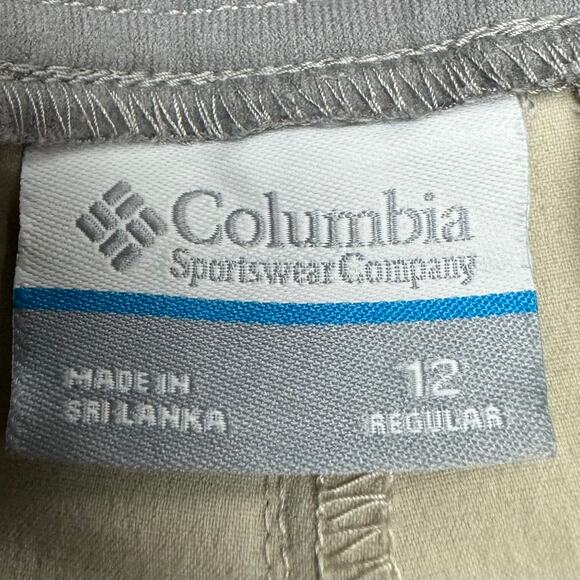 Columbia
Sportswear Company
MADE IN
SRI LANKA
12
REGULAR